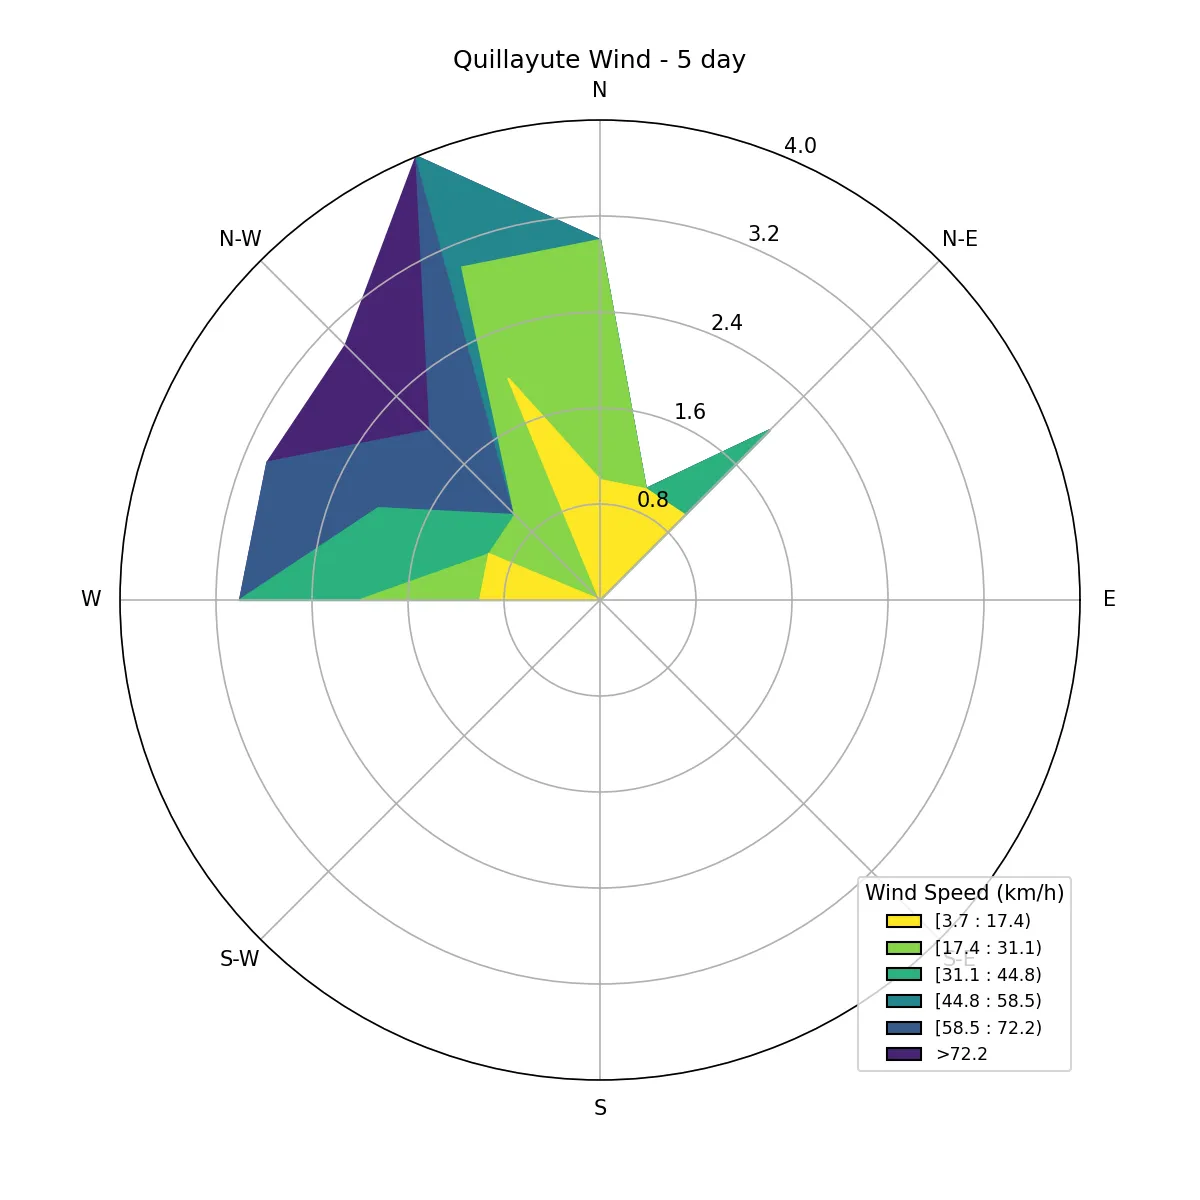 Quillayute Wind - 5 day
N
4.0
N-W
3.2
N-E
2.4
1.6
0.8
W
E
Wind Speed (km/h)
[3.7 : 17.4)
[17.4 : 31.1)
S-W
S-E
[31.1 : 44.8)
[44.8 : 58.5)
[58.5 : 72.2)
>72.2
S